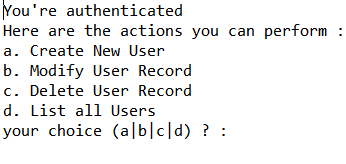 You're authenticated
Here are the actions you can perform :
a. Create New User
b. Modify User Record
c. Delete User Record
d. List all Users
your choice (a|b|c|d) ? :